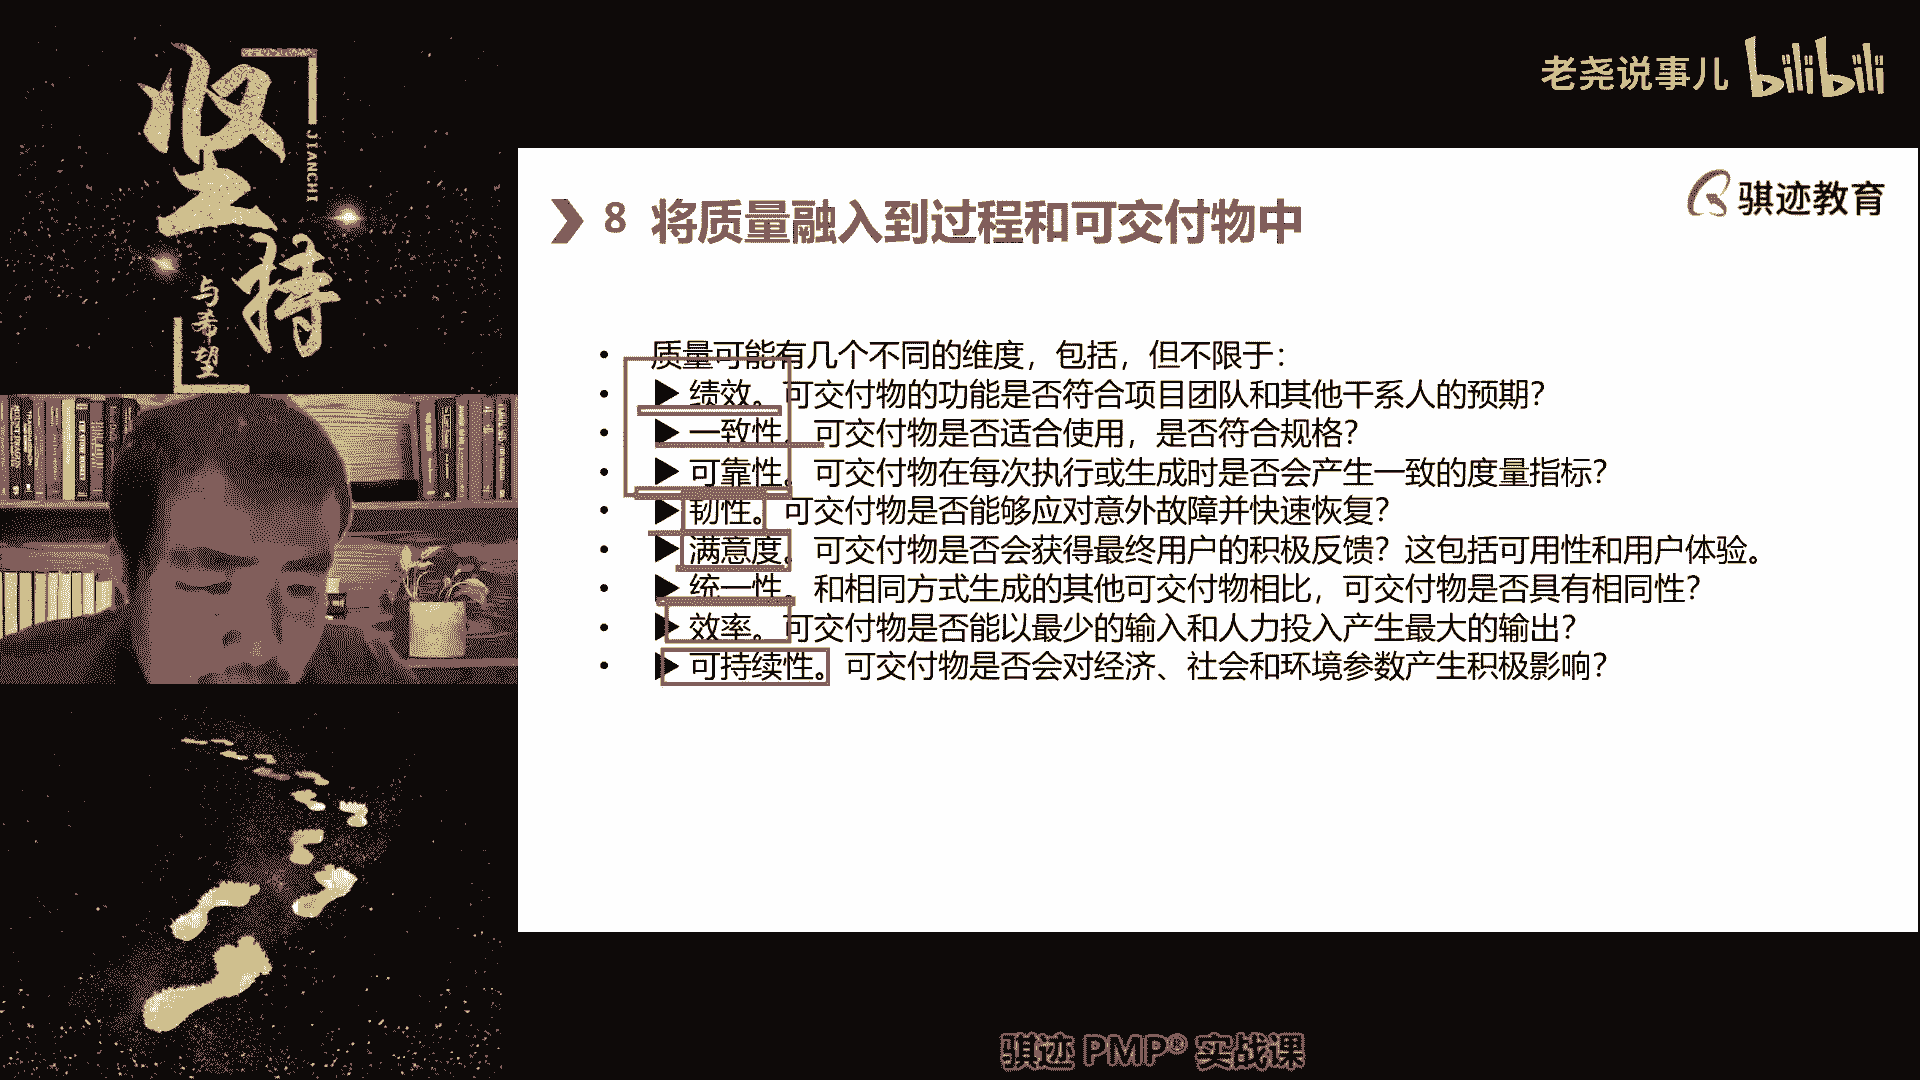 坚持
JIANCHI
与希望
老尧说事儿 bilibili
骐迹教育
8 将质量融入到过程和可交付物中
• 质量可能有几个不同的维度，包括，但不限于：
• ▶ 绩效。可交付物的功能是否符合项目团队和其他干系人的预期？
• ▶ 一致性。可交付物是否适合使用，是否符合规格？
• ▶ 可靠性。可交付物在每次执行或生成时是否会产生一致的度量指标？
• ▶ 韧性。可交付物是否能够应对意外故障并快速恢复？
• ▶ 满意度。可交付物是否会获得最终用户的积极反馈？这包括可用性和用户体验。
• ▶ 统一性。和相同方式生成的其他可交付物相比，可交付物是否具有相同性？
• ▶ 效率。可交付物是否能以最少的输入和人力投入产生最大的输出？
• ▶ 可持续性。可交付物是否会对经济、社会和环境参数产生积极影响？
骐迹 PMP® 实战课